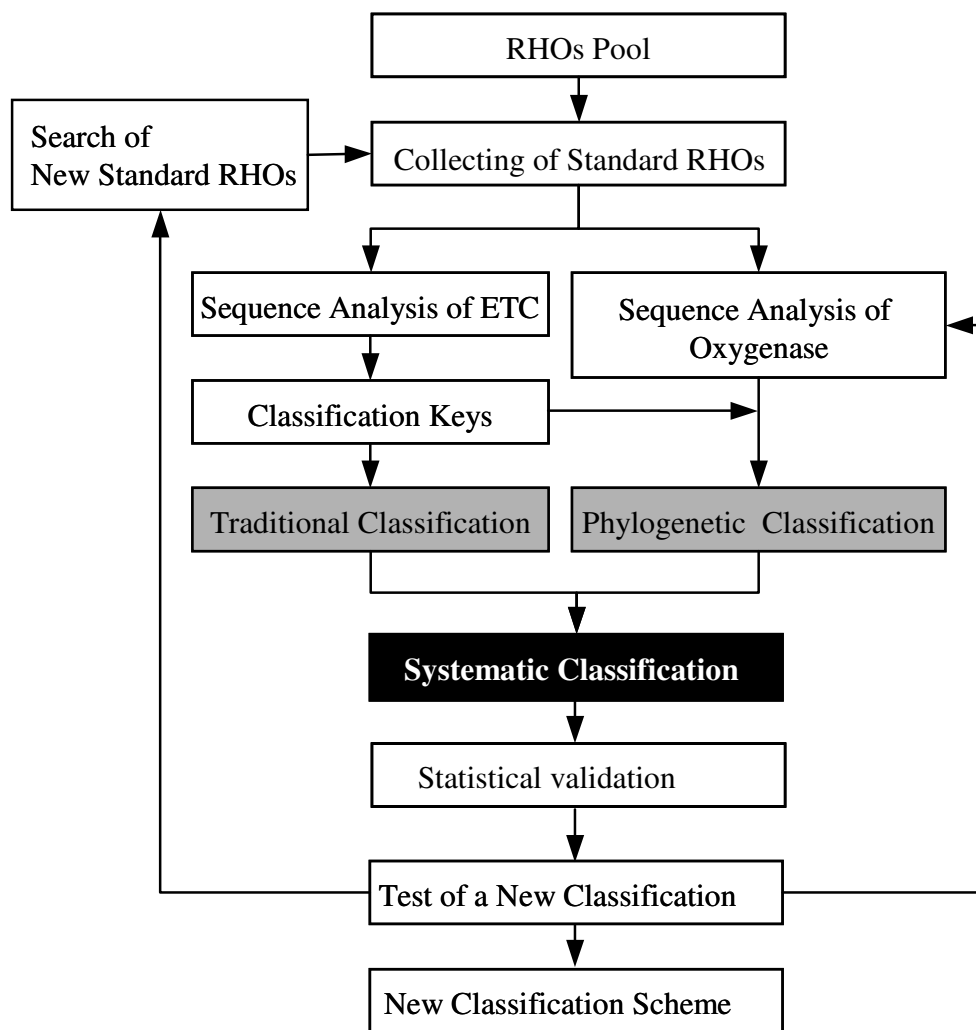 RHOs Pool
Search of
New Standard RHOs
Collecting of Standard RHOs
Sequence Analysis of ETC
Sequence Analysis of
Oxygenase
Classification Keys
Traditional Classification
Phylogenetic Classification
Systematic Classification
Statistical validation
Test of a New Classification
New Classification Scheme